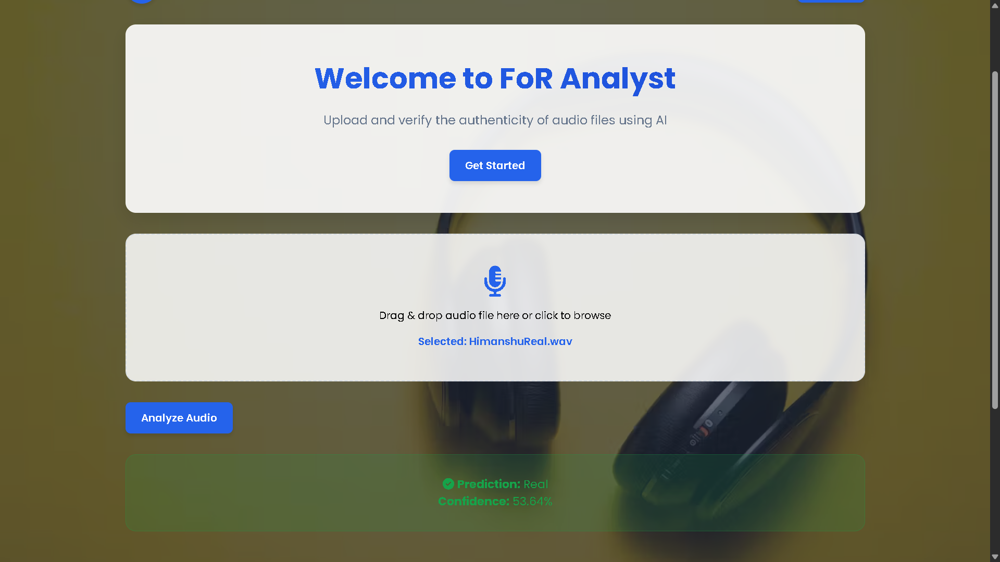 Welcome to FoR Analyst
Upload and verify the authenticity of audio files using AI
Get Started
Drag & drop audio file here or click to browse
Selected: HimanshuReal.wav
Analyze Audio
Prediction: Real
Confidence: 53.64%